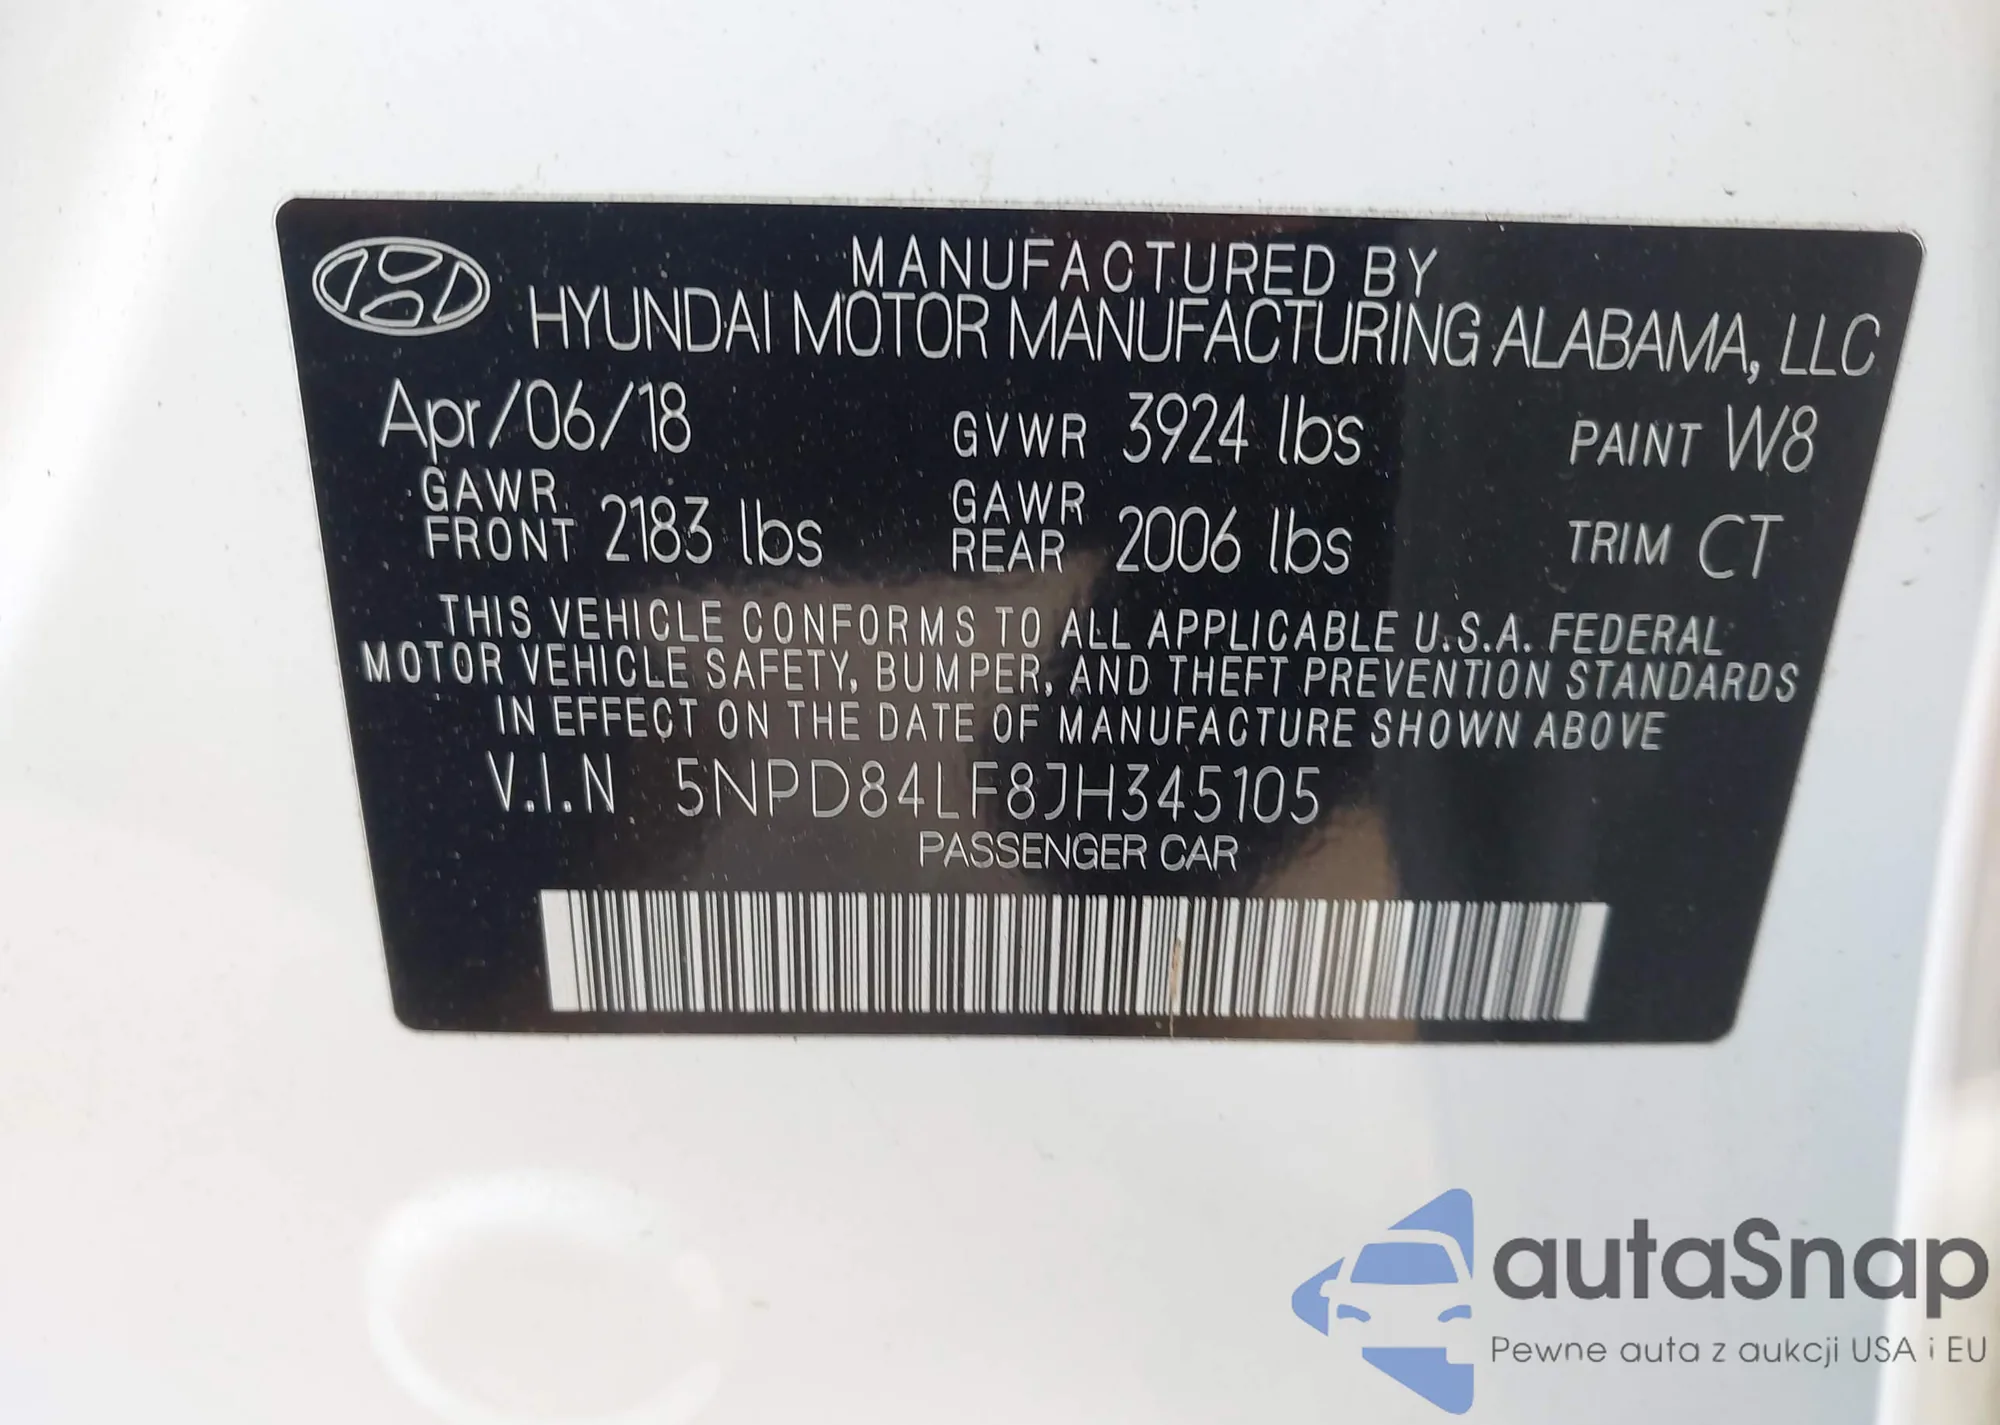 MANUFACTURED BY
HYUNDAI MOTOR MANUFACTURING ALABAMA, LLC
Apr/06/18 GVWR 3924 lbs PAINT W8
GAWR FRONT 2183 lbs GAWR REAR 2006 lbs TRIM CT
THIS VEHICLE CONFORMS TO ALL APPLICABLE U.S.A. FEDERAL
MOTOR VEHICLE SAFETY, BUMPER, AND THEFT PREVENTION STANDARDS
IN EFFECT ON THE DATE OF MANUFACTURE SHOWN ABOVE
V.I.N 5NPD84LF8JH345105
PASSENGER CAR
autaSnap
Pewne auta z aukcji USA i EU